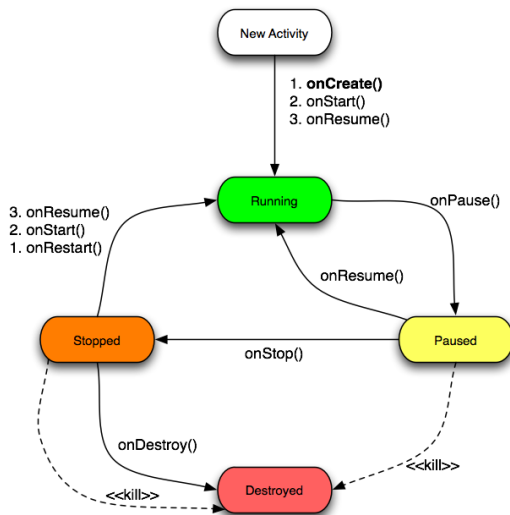 New Activity
1. onCreate()
2. onStart()
3. onResume()
3. onResume()
2. onStart()
1. onRestart()
Running
onPause()
onResume()
Stopped
Paused
onStop()
onDestroy()
<<kill>>
<<kill>>
Destroyed